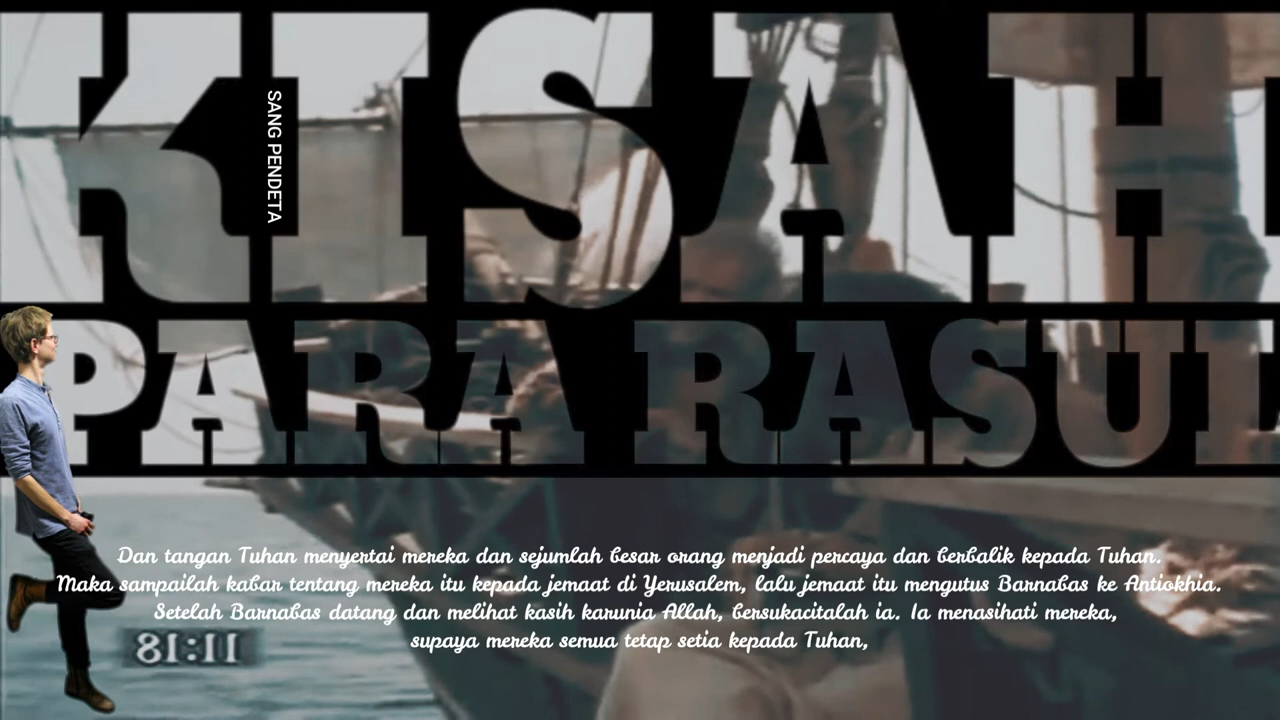 KISAH
SANG PENDETA
PARA RASUL
Dan tangan Tuhan menyertai mereka dan sejumlah besar orang menjadi percaya dan berbalik kepada Tuhan.
Maka sampailah kabar tentang mereka itu kepada jemaat di Yerusalem, lalu jemaat itu mengutus Barnabas ke Antiokhia.
Setelah Barnabas datang dan melihat kasih karunia Allah, bersukacitalah ia. Ia menasihati mereka,
supaya mereka semua tetap setia kepada Tuhan,
81:11